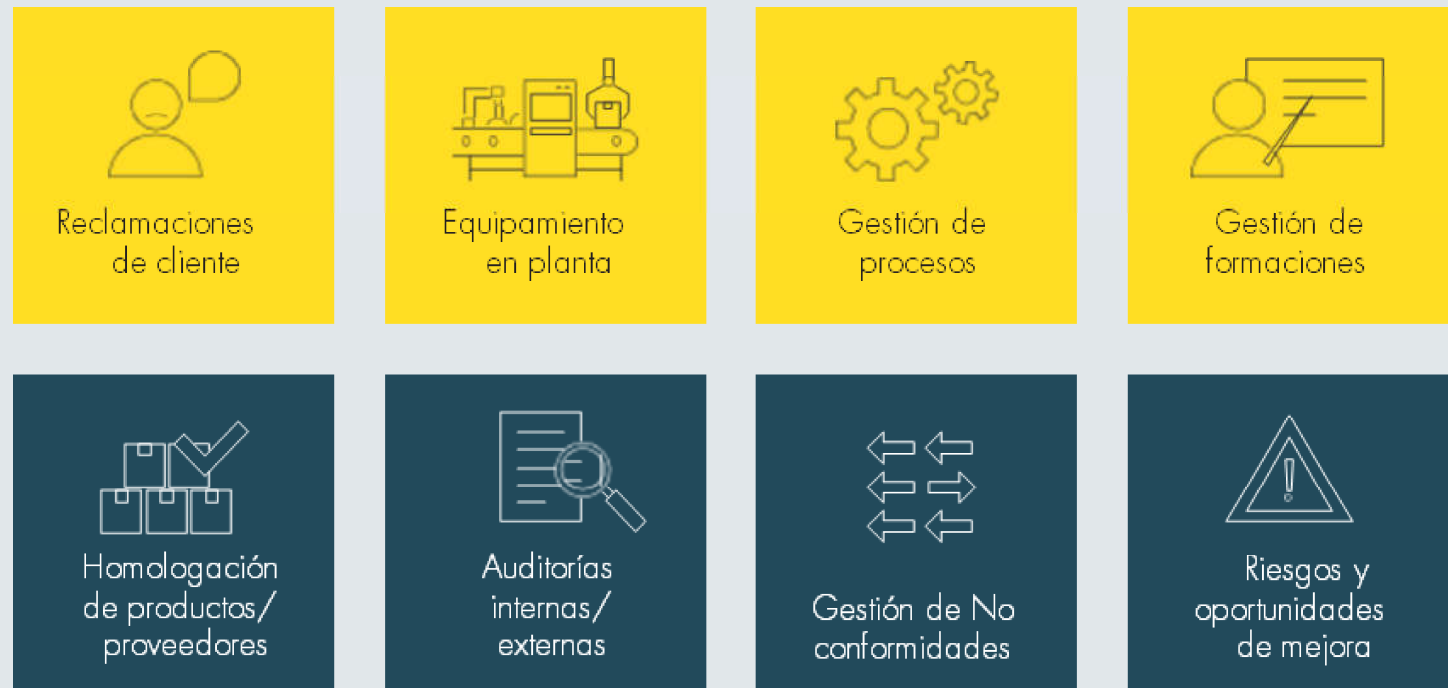 Reclamaciones
de cliente
Equipamiento
en planta
Gestión de
procesos
Gestión de
formaciones
Homologación
de productos/
proveedores
Auditorías
internas/
externas
Gestión de No
conformidades
Riesgos y
oportunidades
de mejora